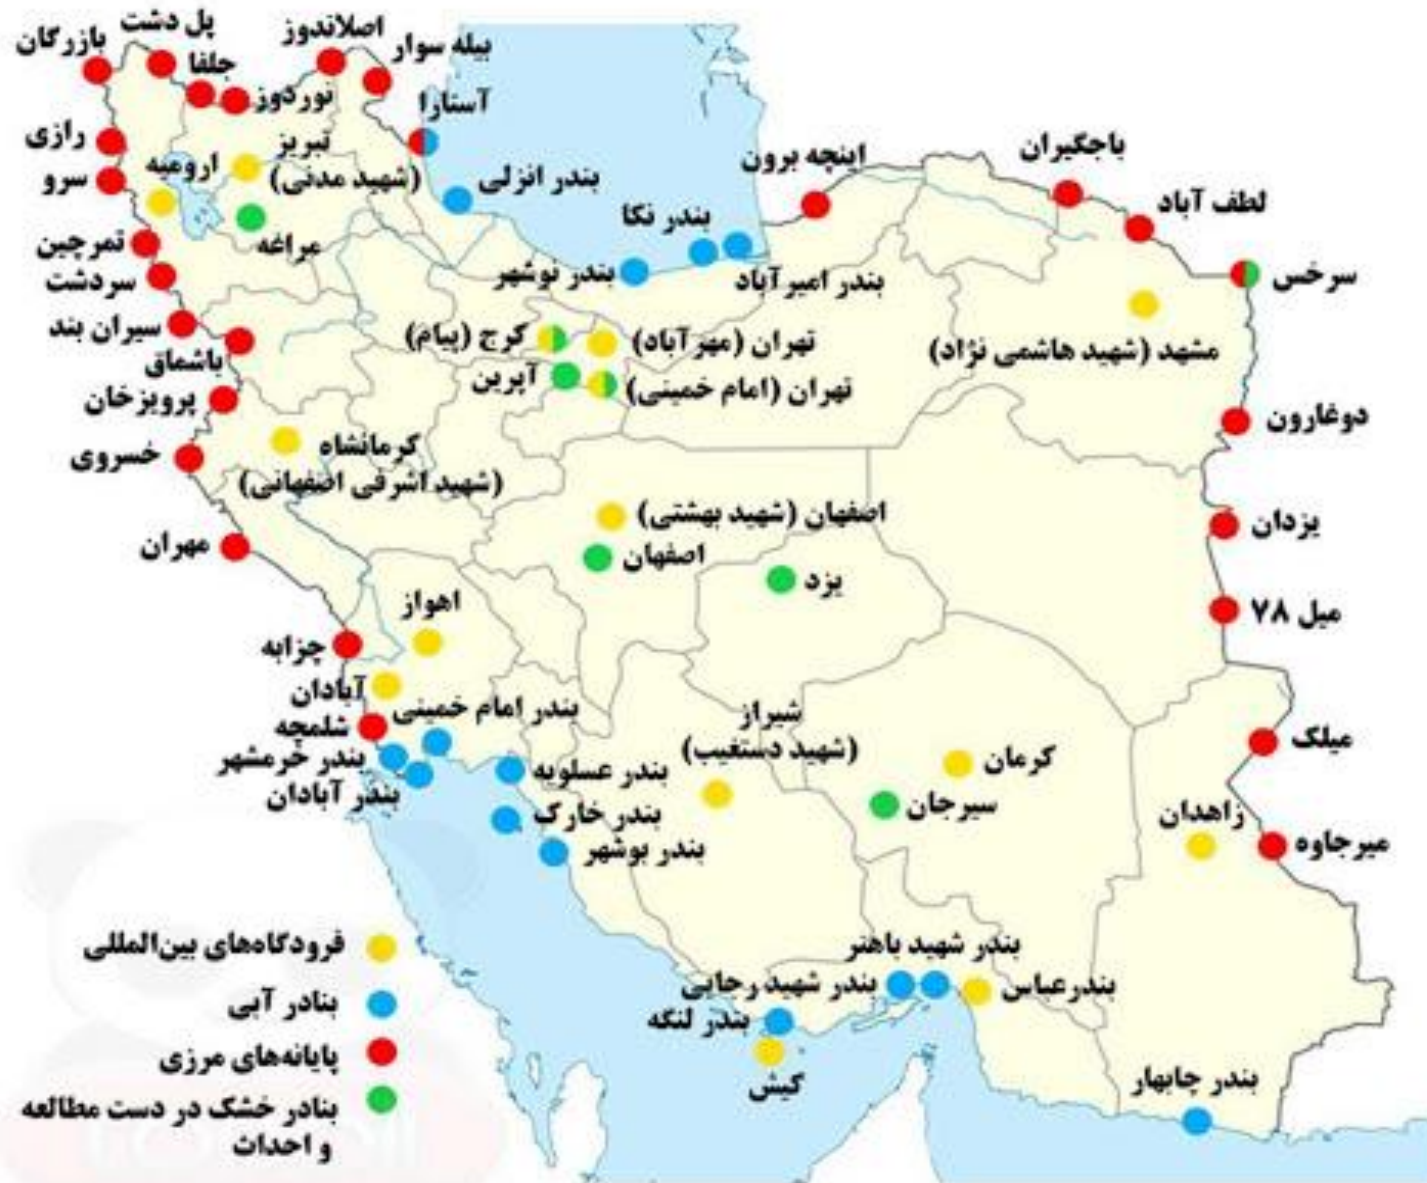 پل دشت
بازرگان
جلفا
نوردوز
اصلاندوز
بیله سوار
آستارا
رازی
سرو
ارومیه
تبریز
(شهید مدنی)
مراغه
بندر انزلی
بندر نکا
بندر نوشهر
بندر امیرآباد
اینچه برون
باجگیران
لطف آباد
سرخس
مشهد (شهید هاشمی نژاد)
تمرچین
سردشت
سیران بند
باشماق
پرویزخان
خسروی
کرج (پیام)
تهران (مهرآباد)
آپرین
تهران (امام خمینی)
دوغارون
کرمانشاه
(شهید اشرفی اصفهانی)
اصفهان (شهید بهشتی)
اصفهان
یزد
یزدان
میل ۷۸
مهران
اهواز
چزابه
آبادان
بندر امام خمینی
شلمچه
بندر خرمشهر
بندر آبادان
بندر عسلویه
بندر خارک
بندر بوشهر
شیراز
(شهید دستغیب)
کرمان
سیرجان
میلک
زاهدان
میرجاوه
بندر شهید باهنر
بندر شهید رجایی
بندرعباس
بندر لنگه
کیش
بندر چابهار
فرودگاه‌های بین‌المللی
بنادر آبی
پایانه‌های مرزی
بنادر خشک در دست مطالعه
و احداث